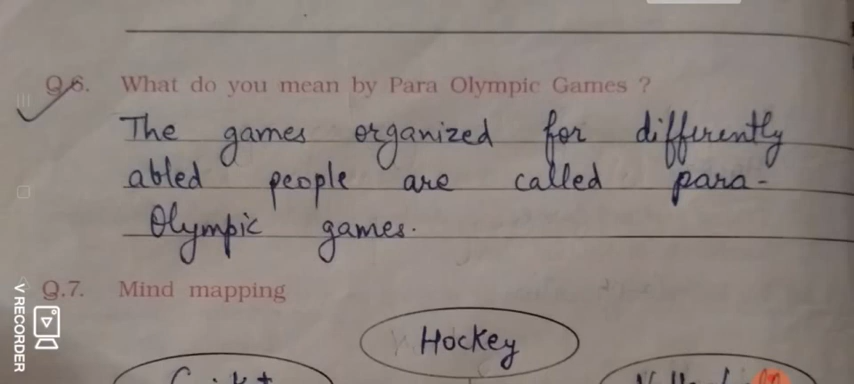 Q.6. What do you mean by Para Olympic Games ?
The games organized for differently
abled people are called para-
Olympic games.
Q.7. Mind mapping
Hockey
V RECORDER